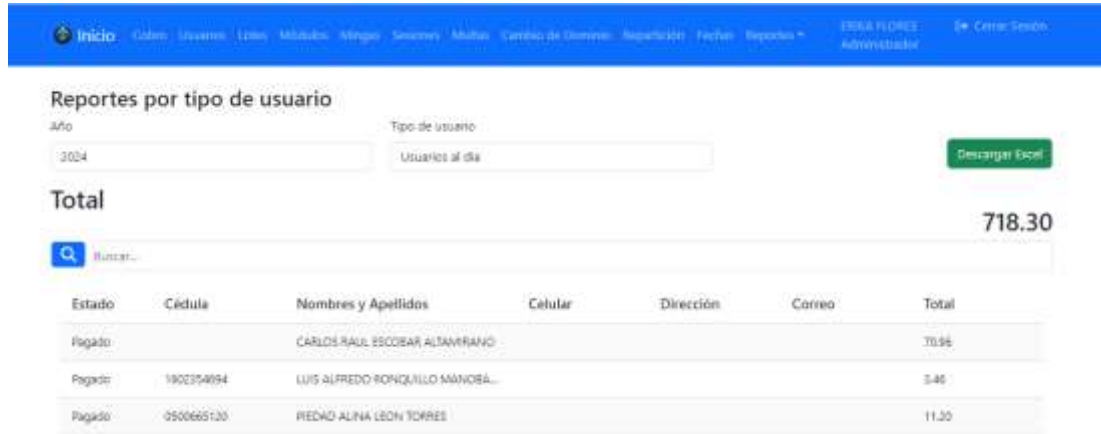 Inicio Cobro Usuarios Lotes Módulos Mingas Sesiones Multas Cambio de Dominio Repartición Fechas Reportes ERIKA FLORES Cerrar Sesión
Administrador
Reportes por tipo de usuario
Año Tipo de usuario
2024 Usuarios al día Descargar Excel
Total
718.30
Buscar...
Estado Cédula Nombres y Apellidos Celular Dirección Correo Total
Pagado CARLOS RAUL ESCOBAR ALTAMIRANO 70.96
Pagado 1802354694 LUIS ALFREDO RONQUILLO MANOBA... 3.46
Pagado 0500665120 PIEDAD ALINA LEON TORRES 11.20